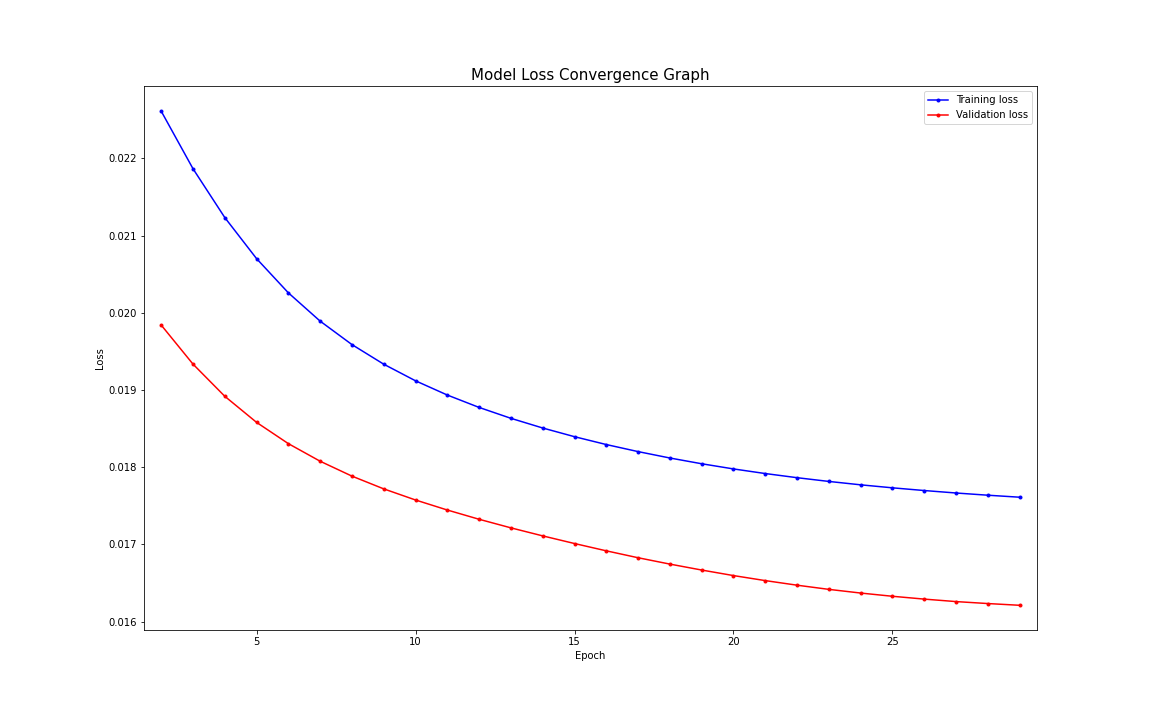 Model Loss Convergence Graph
Training loss
Validation loss
0.022
0.021
0.020
0.019
0.018
0.017
0.016
Loss
5 10 15 20 25
Epoch